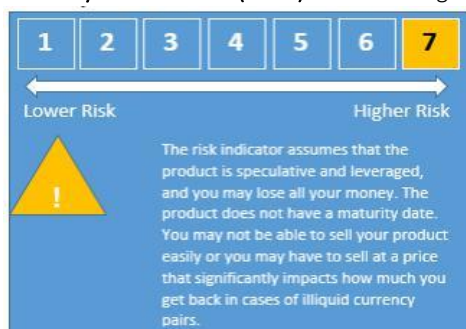 1 2 3 4 5 6 7
Lower Risk Higher Risk
!
The risk indicator assumes that the
product is speculative and leveraged,
and you may lose all your money. The
product does not have a maturity date.
You may not be able to sell your product
easily or you may have to sell at a price
that significantly impacts how much you
get back in cases of illiquid currency
pairs.